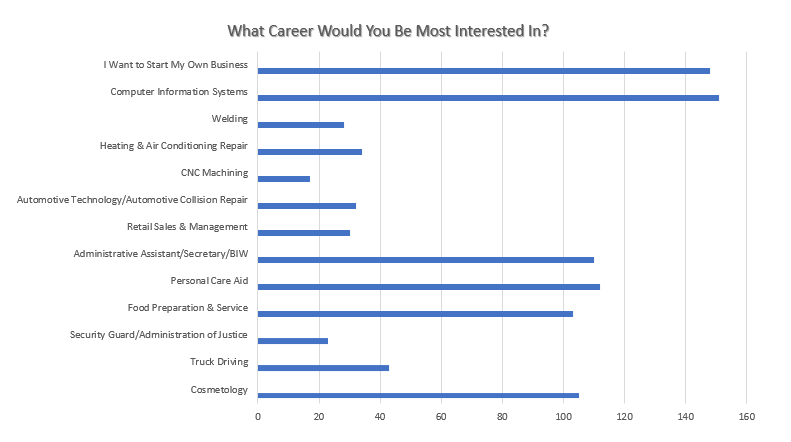 What Career Would You Be Most Interested In?
I Want to Start My Own Business
Computer Information Systems
Welding
Heating & Air Conditioning Repair
CNC Machining
Automotive Technology/Automotive Collision Repair
Retail Sales & Management
Administrative Assistant/Secretary/BIW
Personal Care Aid
Food Preparation & Service
Security Guard/Administration of Justice
Truck Driving
Cosmetology
0 20 40 60 80 100 120 140 160